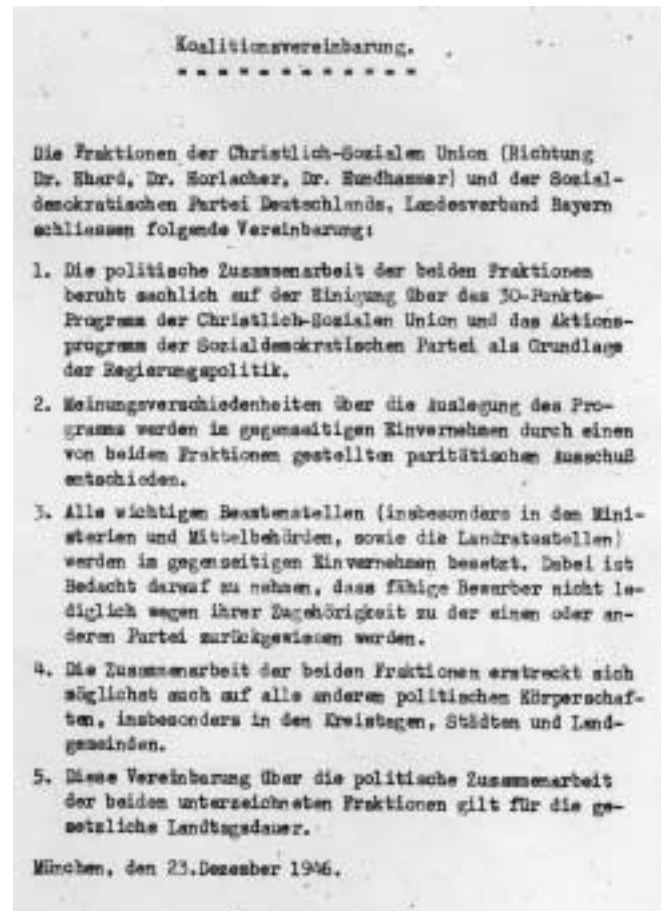 Koalitionsvereinbarung.
Die Fraktionen der Christlich-Sozialen Union (Richtung
Dr. Ehard, Dr. Horlacher, Dr. Hundhammer) und der Sozial-
demokratischen Partei Deutschlands, Landesverband Bayern
schliessen folgende Vereinbarung:
1. Die politische Zusammenarbeit der beiden Fraktionen
beruht sachlich auf der Einigung über das 30-Punkte-
Programm der Christlich-Sozialen Union und das Aktions-
programm der Sozialdemokratischen Partei als Grundlage
der Regierungspolitik.
2. Meinungsverschiedenheiten über die Auslegung des Pro-
gramms werden im gegenseitigen Einvernehmen durch einen
von beiden Fraktionen gestellten paritätischen Ausschuß
entschieden.
3. Alle wichtigen Beamtenstellen (insbesonders in den Mini-
sterien und Mittelbehörden, sowie die Landratsstellen)
werden im gegenseitigen Einvernehmen besetzt. Dabei ist
Bedacht darauf zu nehmen, dass fähige Bewerber nicht le-
diglich wegen ihrer Zugehörigkeit zu der einen oder an-
deren Partei zurückgewiesen werden.
4. Die Zusammenarbeit der beiden Fraktionen erstreckt sich
möglichst auch auf alle anderen politischen Körperschaf-
ten, insbesonders in den Kreistagen, Städten und Land-
gemeinden.
5. Diese Vereinbarung über die politische Zusammenarbeit
der beiden unterzeichneten Fraktionen gilt für die ge-
setzliche Landtagsdauer.
München, den 23.Dezember 1946.